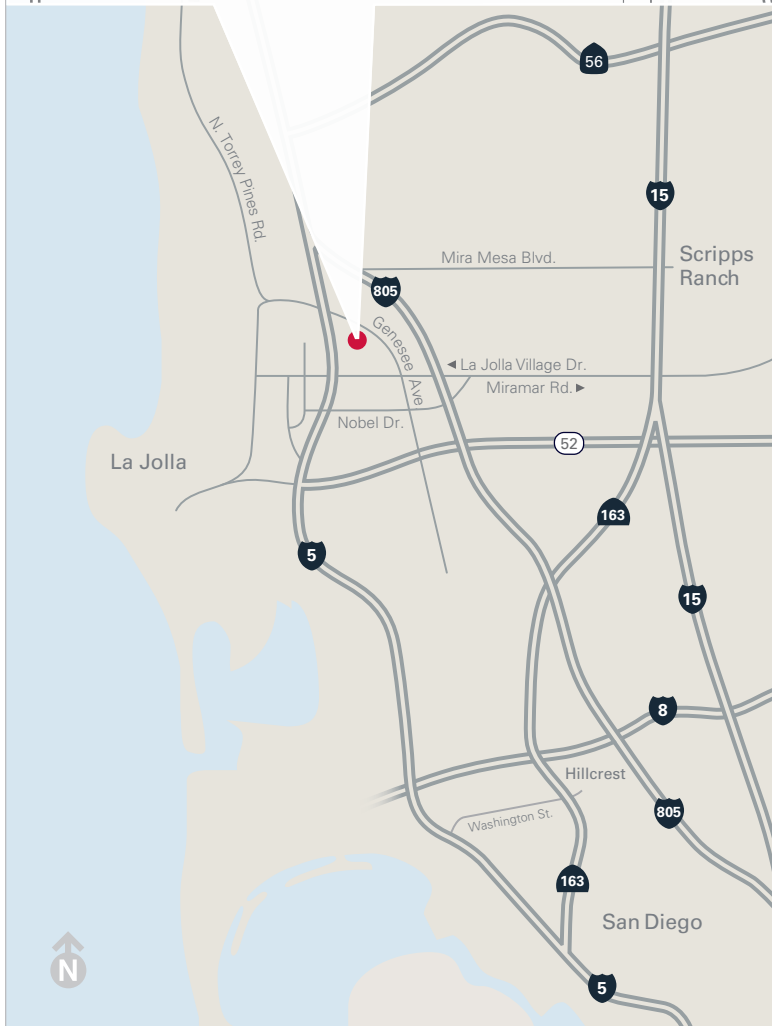 56
N. Torrey Pines Rd.
15
Mira Mesa Blvd.
Scripps
Ranch
805
Genesee Ave
◄ La Jolla Village Dr.
Miramar Rd. ►
Nobel Dr.
52
La Jolla
163
5
15
8
Hillcrest
805
Washington St.
163
San Diego
N
5